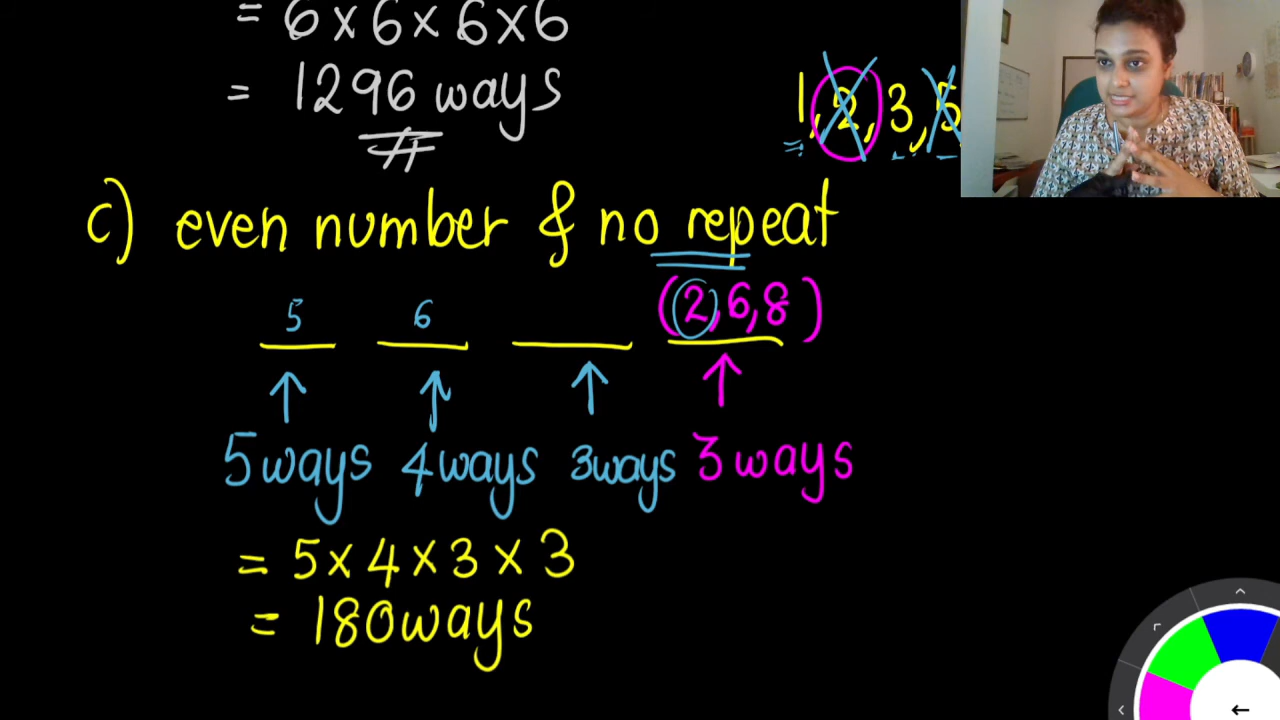 = 6 x 6 x 6 x 6
= 1296 ways
1, 2, 3, 5
c) even number & no repeat
5 6 (2,6,8)
5 ways 4 ways 3 ways 3 ways
= 5 x 4 x 3 x 3
= 180 ways